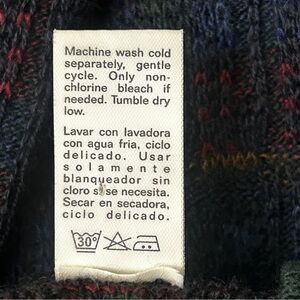 Machine wash cold
separately, gentle
cycle. Only non-
chlorine bleach if
needed. Tumble dry
low.
Lavar con lavadora
con agua fria, ciclo
delicado. Usar
solamente
blanqueador sin
cloro si se necesita.
Secar en secadora,
ciclo delicado.
30°